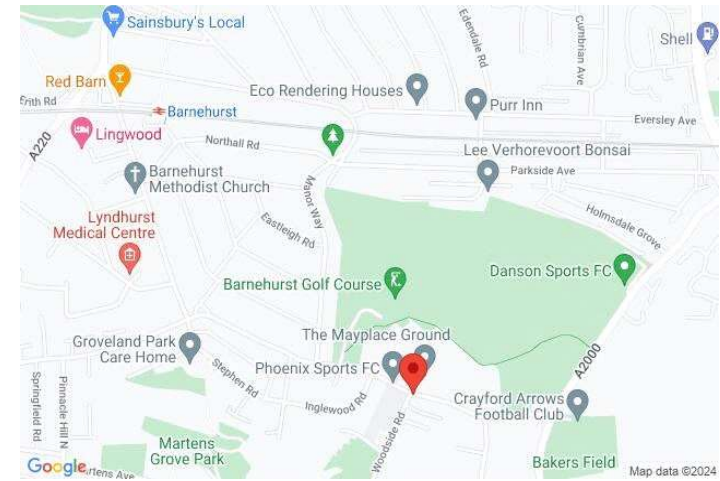 Sainsbury's Local
Edendale Rd
Cumbrian Ave
Shell
Red Barn
Eco Rendering Houses
Purr Inn
Erith Rd
Barnehurst
Eversley Ave
A220
Lingwood
Northall Rd
Lee Verhorevoort Bonsai
Barnehurst
Methodist Church
Parkside Ave
Manor Way
Lyndhurst
Medical Centre
Eastleigh Rd
Holmsdale Grove
Barnehurst Golf Course
Danson Sports FC
The Mayplace Ground
Groveland Park
Care Home
Phoenix Sports FC
A2000
Stephen Rd
Inglewood Rd
Crayford Arrows
Football Club
Springfield Rd
Pinnacle Hill N
Woodside Rd
Martens
Grove Park
Bakers Field
Google
rtens Ave
Map data ©2024